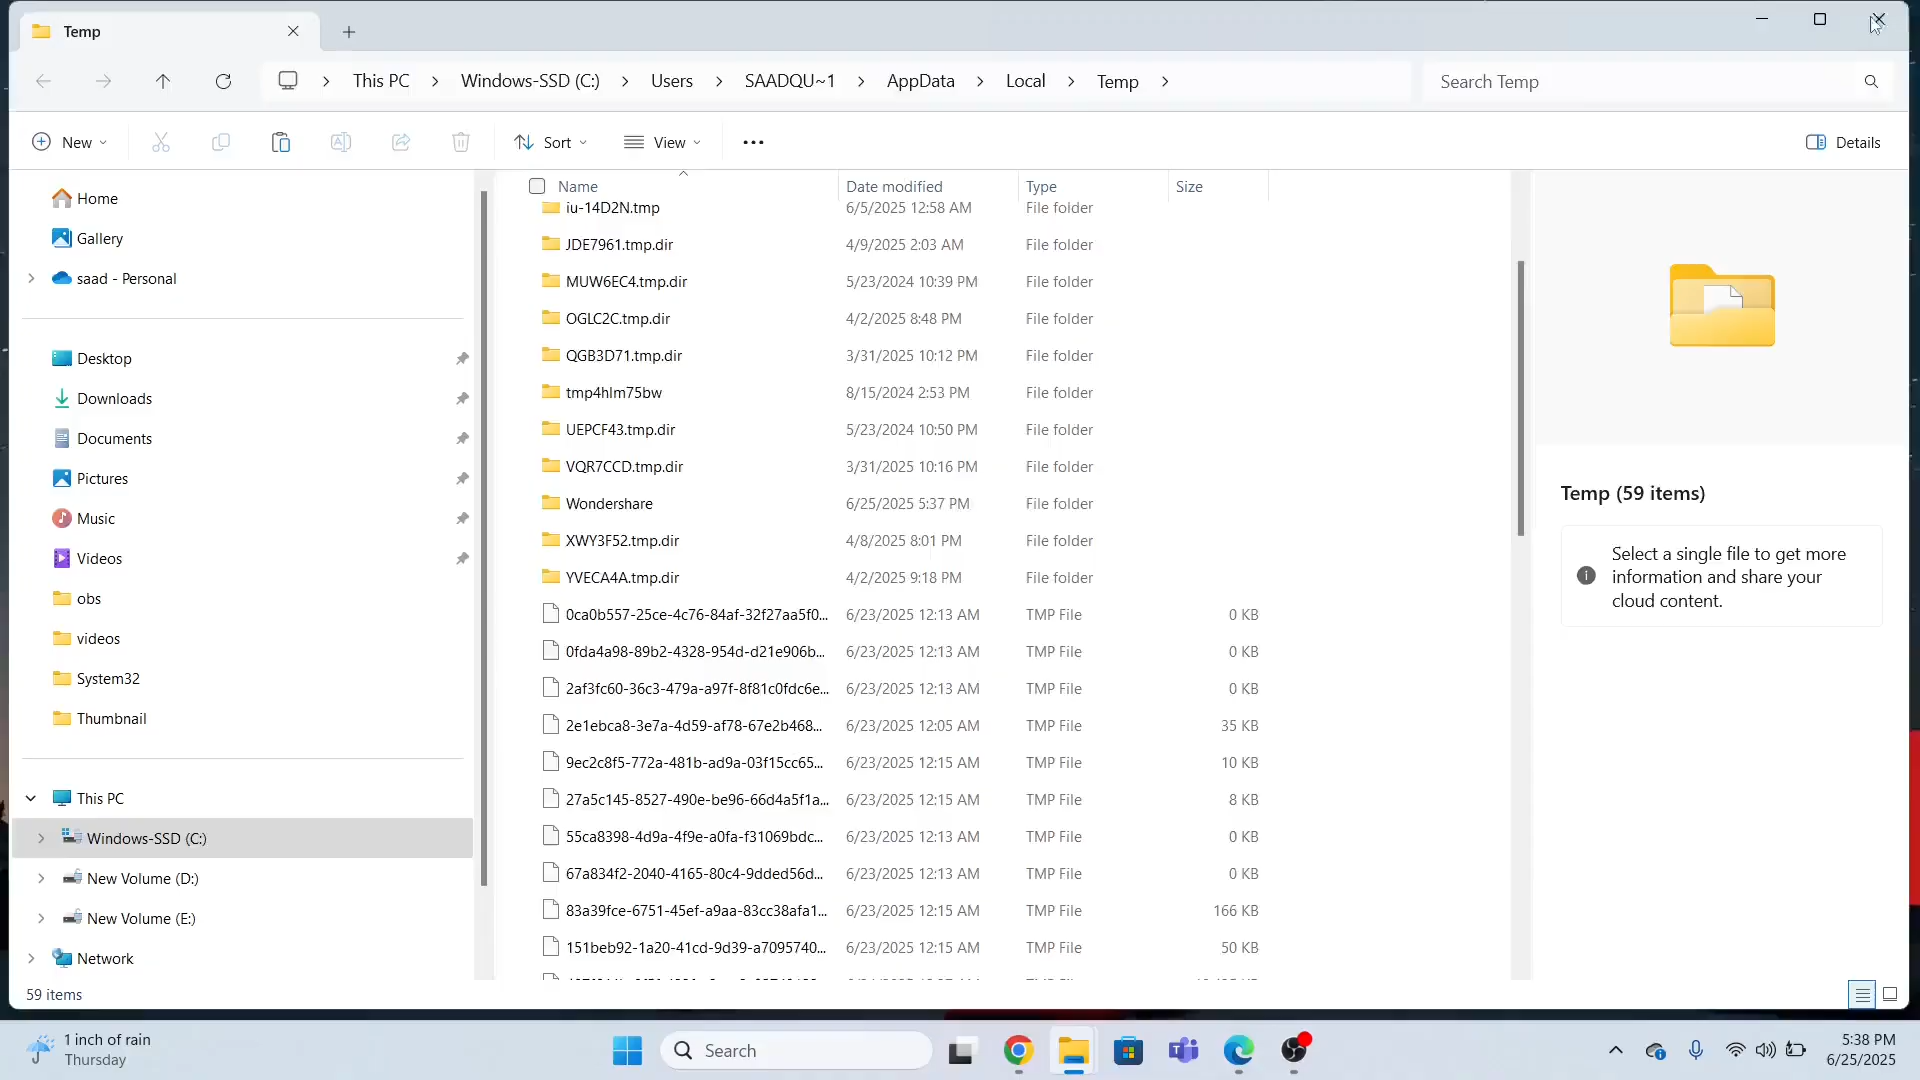 Temp
This PC
Windows-SSD (C:)
Users
SAADQU~1
AppData
Local
Temp
Search Temp
New
Sort
View
Details
Home
Gallery
saad - Personal
Desktop
Downloads
Documents
Pictures
Music
Videos
obs
videos
System32
Thumbnail
This PC
Windows-SSD (C:)
New Volume (D:)
New Volume (E:)
Network
Name Date modified Type Size
iu-14D2N.tmp 6/5/2025 12:58 AM File folder
JDE7961.tmp.dir 4/9/2025 2:03 AM File folder
MUW6EC4.tmp.dir 5/23/2024 10:39 PM File folder
OGLC2C.tmp.dir 4/2/2025 8:48 PM File folder
QGB3D71.tmp.dir 3/31/2025 10:12 PM File folder
tmp4hlm75bw 8/15/2024 2:53 PM File folder
UEPCF43.tmp.dir 5/23/2024 10:50 PM File folder
VQR7CCD.tmp.dir 3/31/2025 10:16 PM File folder
Wondershare 6/25/2025 5:37 PM File folder
XWY3F52.tmp.dir 4/8/2025 8:01 PM File folder
YVECA4A.tmp.dir 4/2/2025 9:18 PM File folder
0ca0b557-25ce-4c76-84af-32f27aa5f0... 6/23/2025 12:13 AM TMP File 0 KB
0fda4a98-89b2-4328-954d-d21e906b... 6/23/2025 12:13 AM TMP File 0 KB
2af3fc60-36c3-479a-a97f-8f81c0fdc6e... 6/23/2025 12:13 AM TMP File 0 KB
2e1ebca8-3e7a-4d59-af78-67e2b468... 6/23/2025 12:05 AM TMP File 35 KB
9ec2c8f5-772a-481b-ad9a-03f15cc65... 6/23/2025 12:15 AM TMP File 10 KB
27a5c145-8527-490e-be96-66d4a5f1a... 6/23/2025 12:15 AM TMP File 8 KB
55ca8398-4d9a-4f9e-a0fa-f31069bdc... 6/23/2025 12:13 AM TMP File 0 KB
67a834f2-2040-4165-80c4-9dded56d... 6/23/2025 12:13 AM TMP File 0 KB
83a39fce-6751-45ef-a9aa-83cc38afa1... 6/23/2025 12:15 AM TMP File 166 KB
151beb92-1a20-41cd-9d39-a7095740... 6/23/2025 12:15 AM TMP File 50 KB
Temp (59 items)
Select a single file to get more
information and share your
cloud content.
59 items
1 inch of rain
Thursday
Search
5:38 PM
6/25/2025